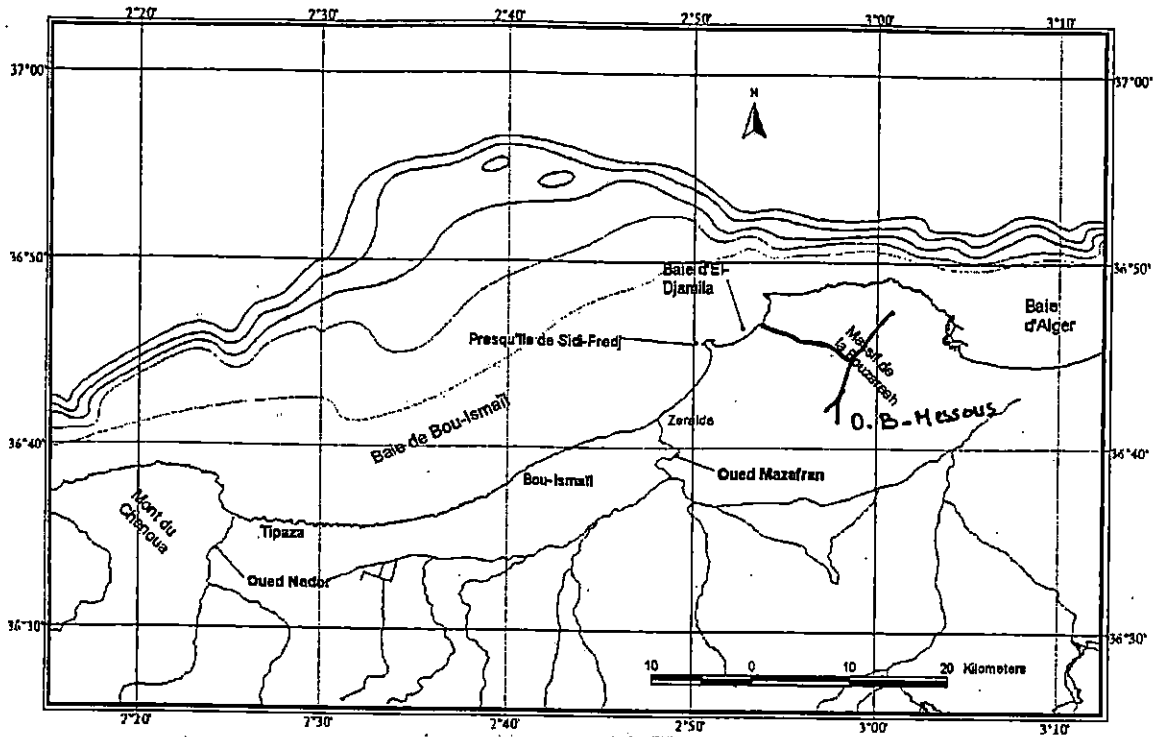 2°20' 2°30' 2°40' 2°50' 3°00' 3°10'
37°00' 37°00'
N
36°50' 36°50'
Baie d'El-
Djamila
Baie
d'Alger
Presqu'île de Sidi-Fredj
Massif de
la Bouzareah
Baie de Bou-Ismaïl
Zeralda
O.B-Messous
36°40' 36°40'
Oued Mazafran
Bou-Ismaïl
Mont du
Chenoua
Tipaza
Oued Nador
36°30' 36°30'
10 0 10 20 Kilometers
2°20' 2°30' 2°40' 2°50' 3°00' 3°10'